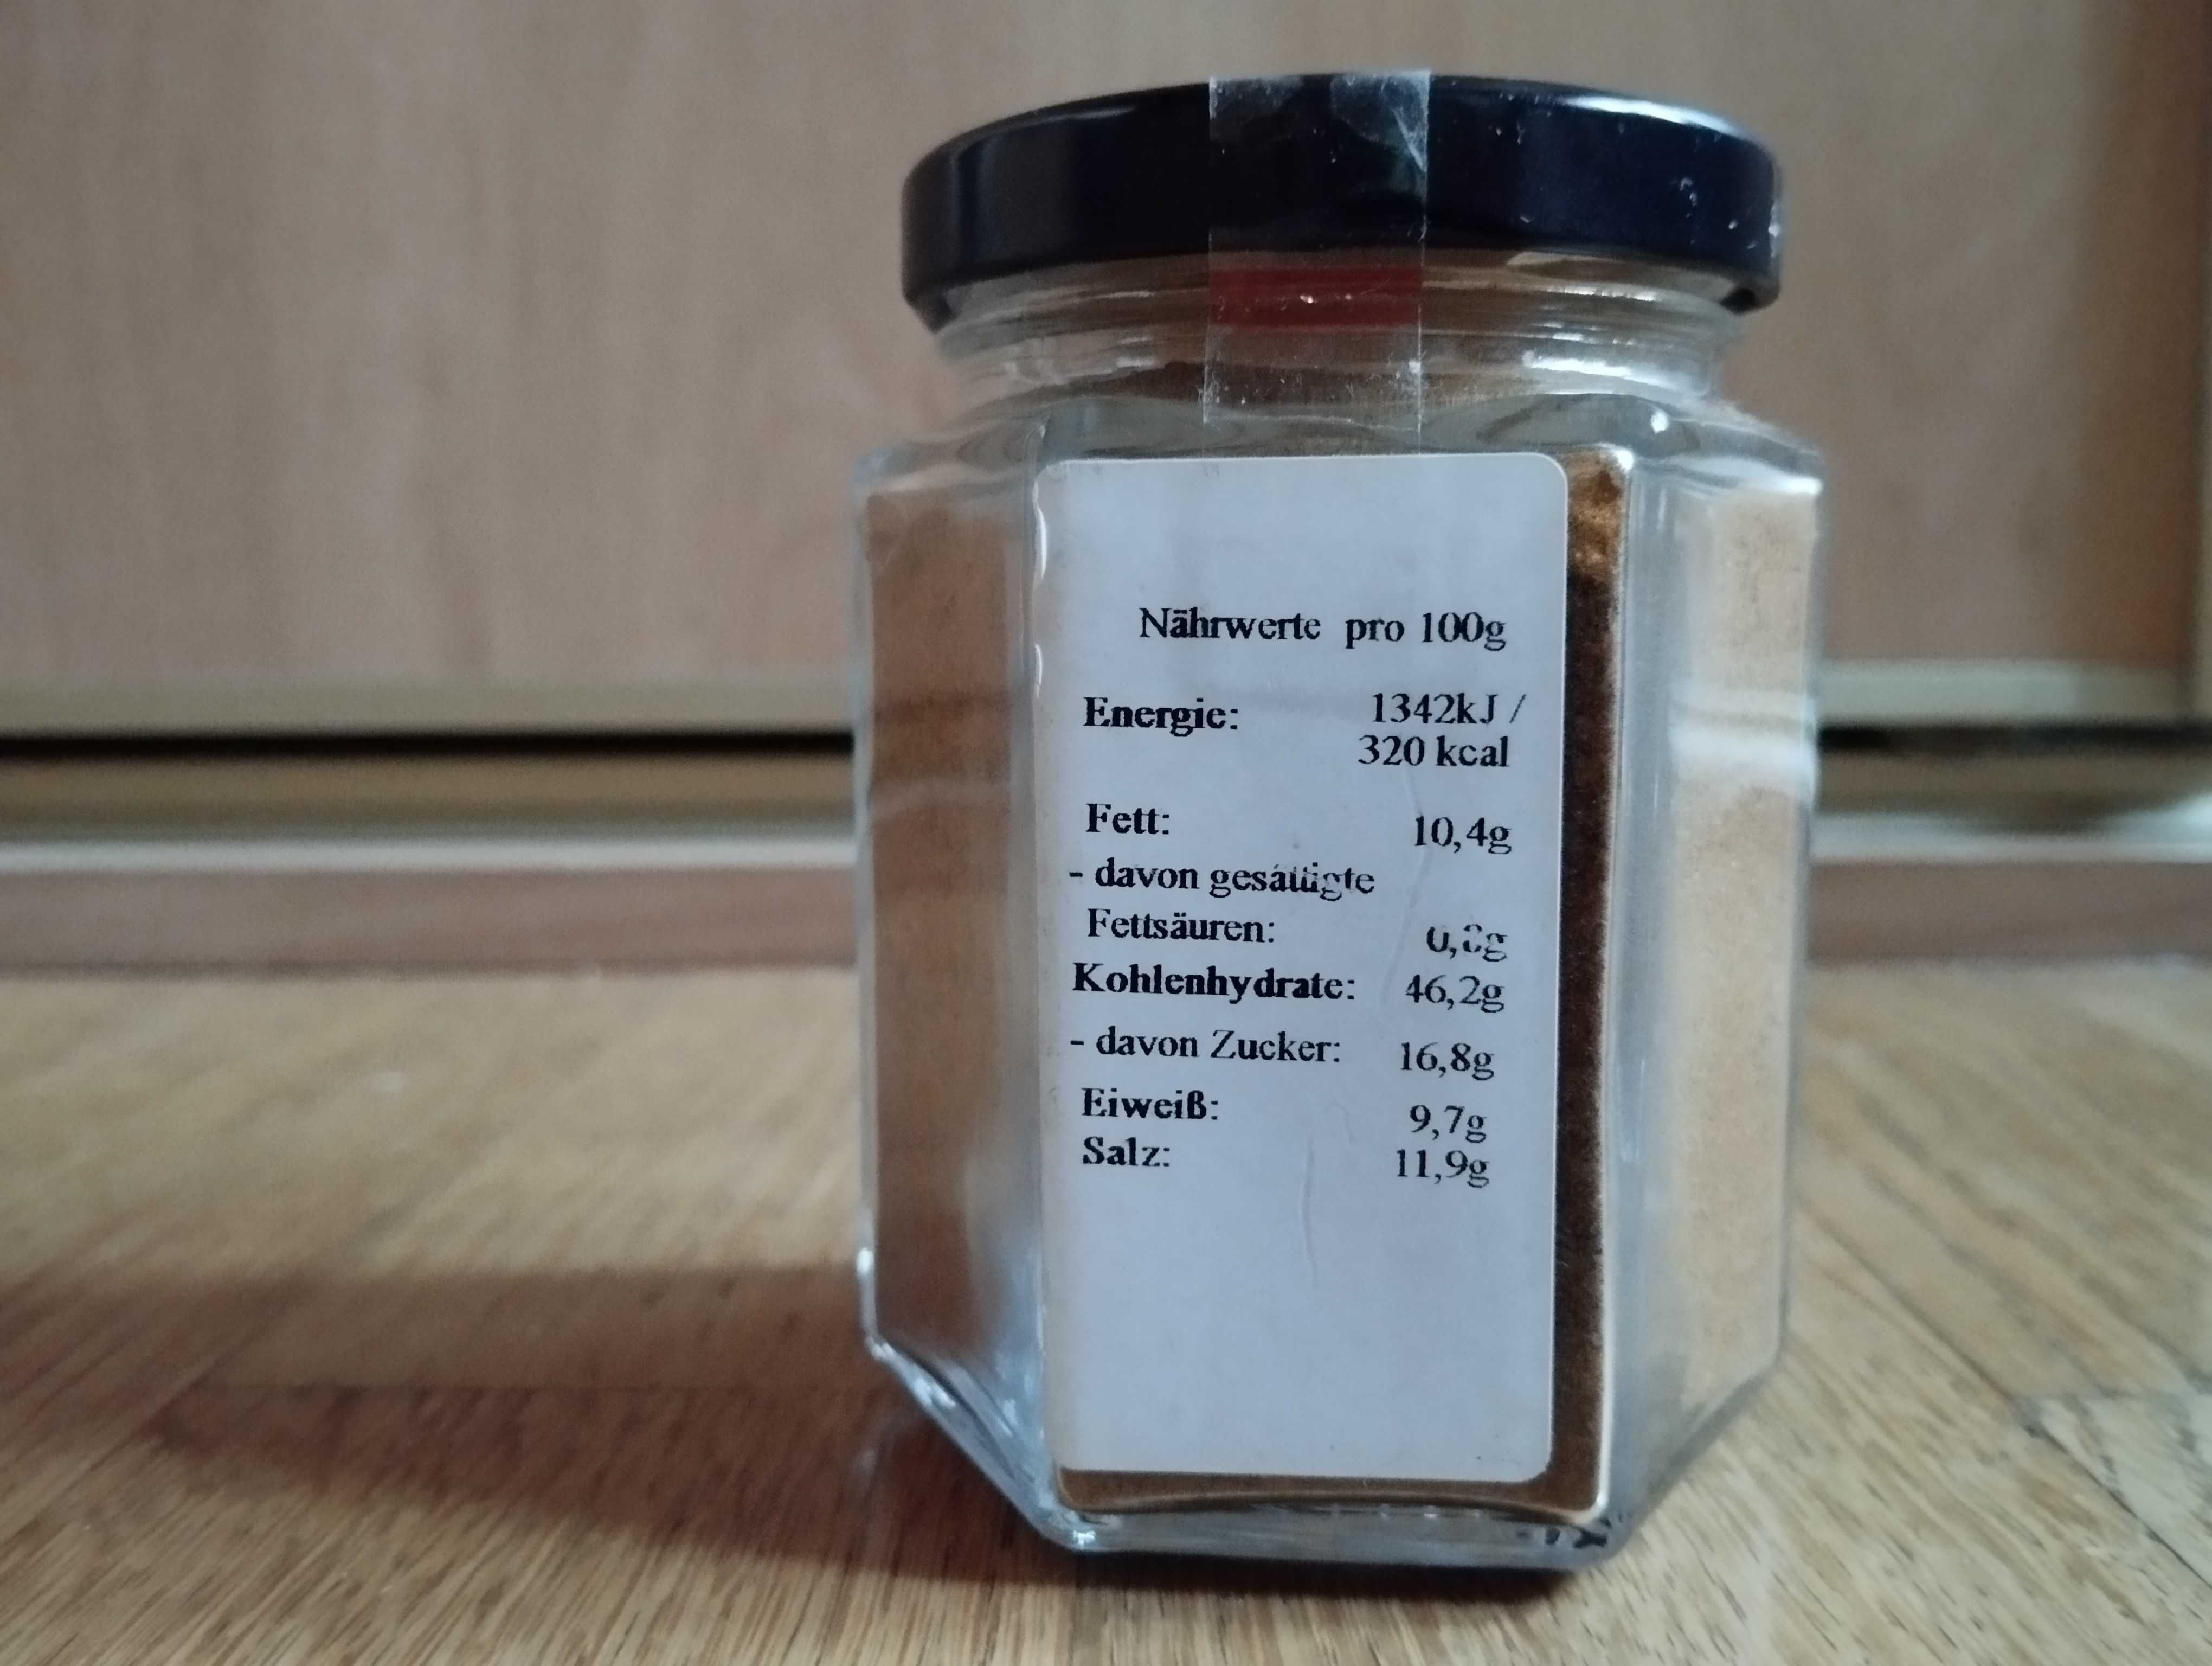 Nährwerte pro 100g
Energie: 1342kJ /
320 kcal
Fett: 10,4g
- davon gesättigte
Fettsäuren:
Kohlenhydrate: 46,2g
- davon Zucker: 16,8g
Eiweiß: 9,7g
Salz: 11,9g